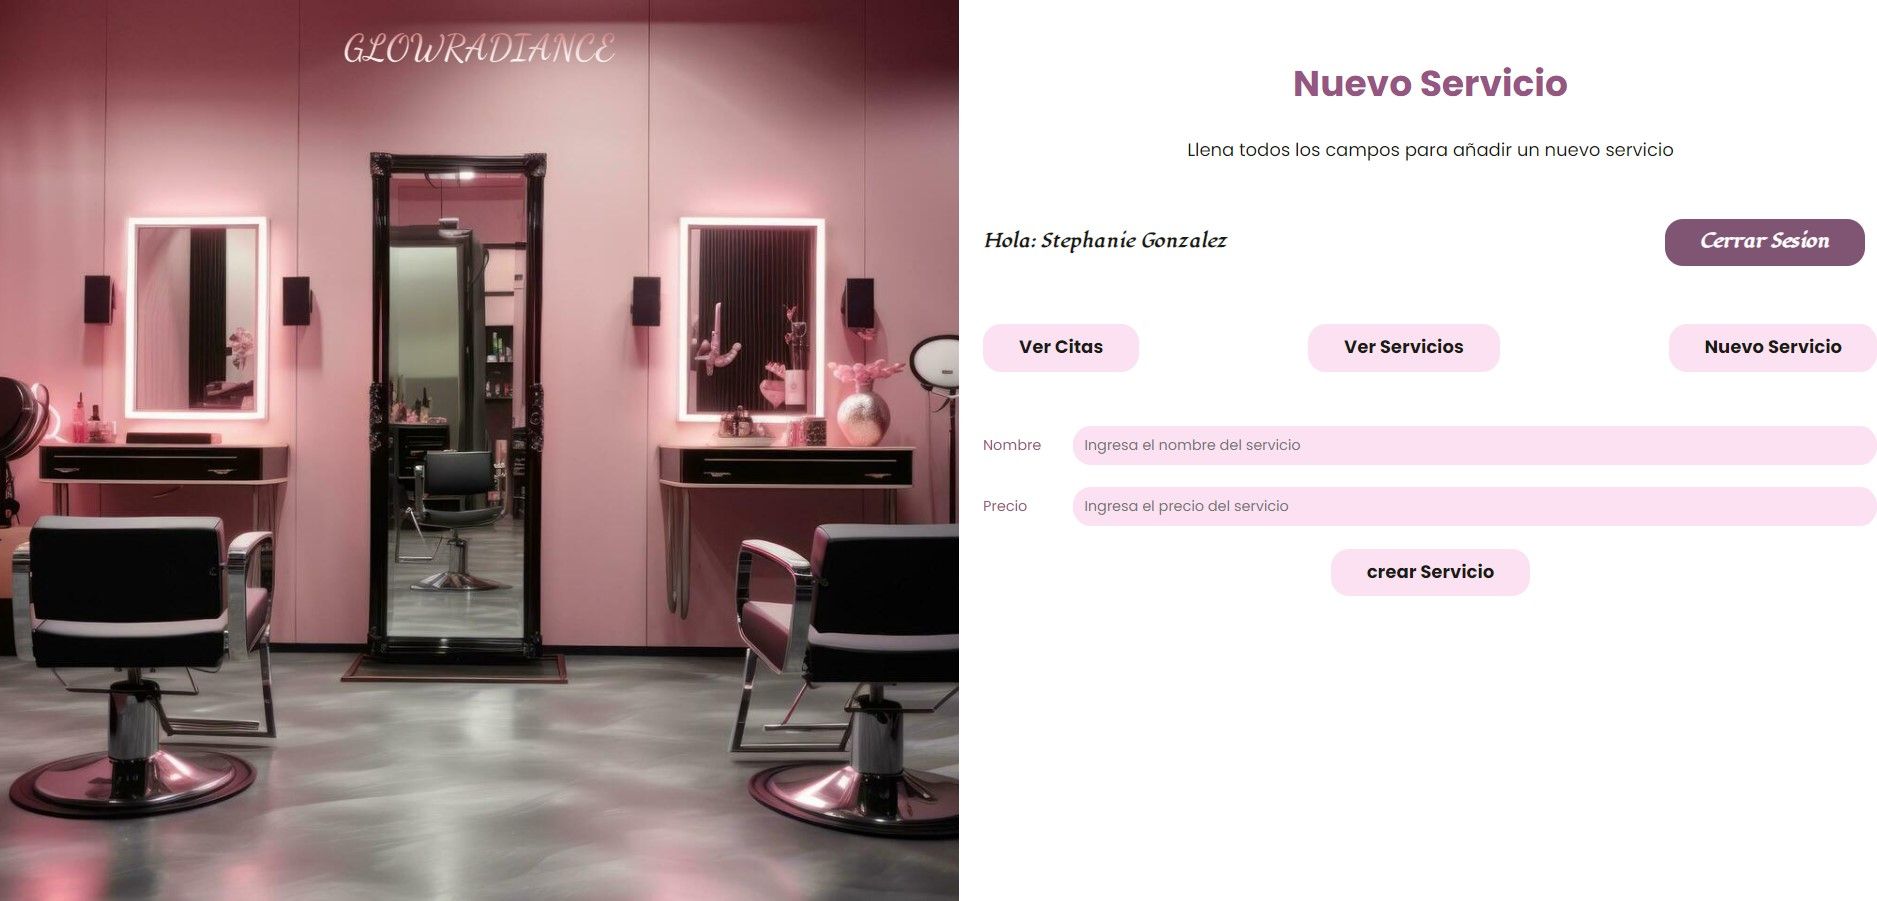 GLOWRADIANCE
Nuevo Servicio
Llena todos los campos para añadir un nuevo servicio
Hola: Stephanie Gonzalez
Cerrar Sesion
Ver Citas
Ver Servicios
Nuevo Servicio
Nombre
Ingresa el nombre del servicio
Precio
Ingresa el precio del servicio
crear Servicio